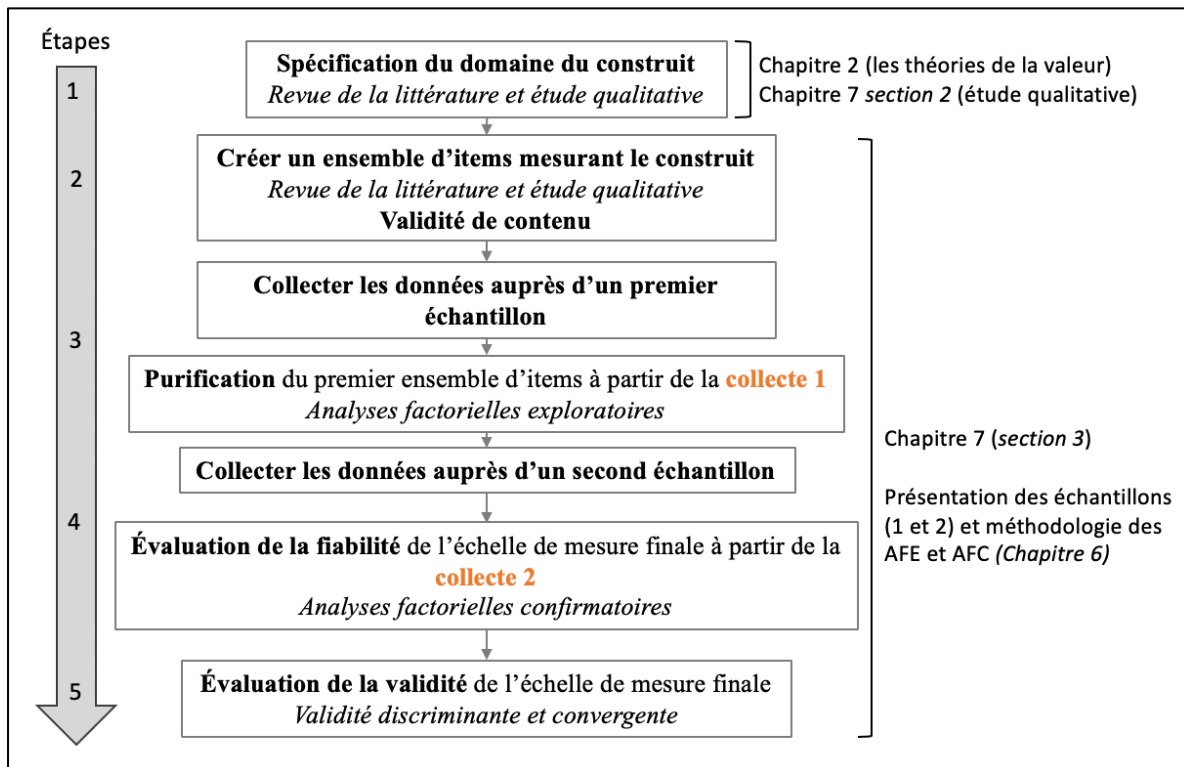 Étapes
1
Spécification du domaine du construit
Revue de la littérature et étude qualitative
Chapitre 2 (les théories de la valeur)
Chapitre 7 section 2 (étude qualitative)
2
Créer un ensemble d’items mesurant le construit
Revue de la littérature et étude qualitative
Validité de contenu
3
Collecter les données auprès d’un premier
échantillon
Purification du premier ensemble d’items à partir de la collecte 1
Analyses factorielles exploratoires
4
Collecter les données auprès d’un second échantillon
Évaluation de la fiabilité de l’échelle de mesure finale à partir de la
collecte 2
Analyses factorielles confirmatoires
5
Évaluation de la validité de l’échelle de mesure finale
Validité discriminante et convergente
Chapitre 7 (section 3)
Présentation des échantillons
(1 et 2) et méthodologie des
AFE et AFC (Chapitre 6)